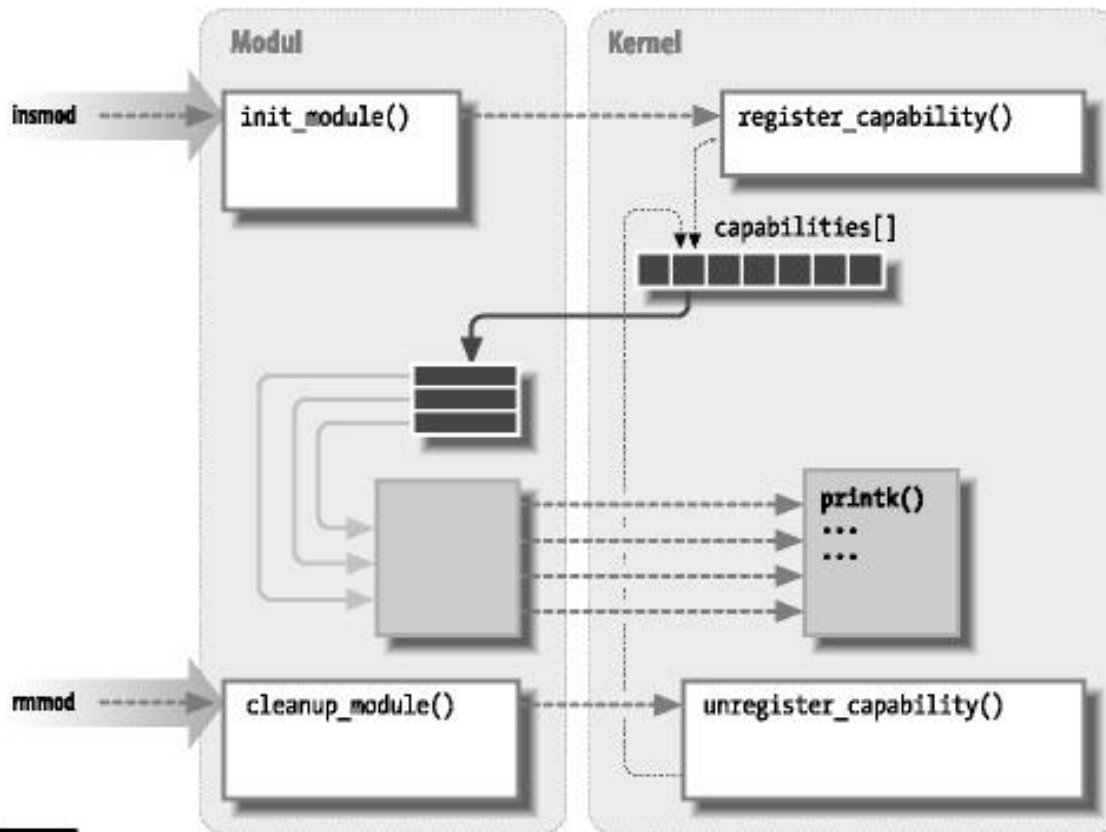 Modul
Kernel
insmod
init_module()
register_capability()
capabilities[]
printk()
...
...
rmmod
cleanup_module()
unregister_capability()